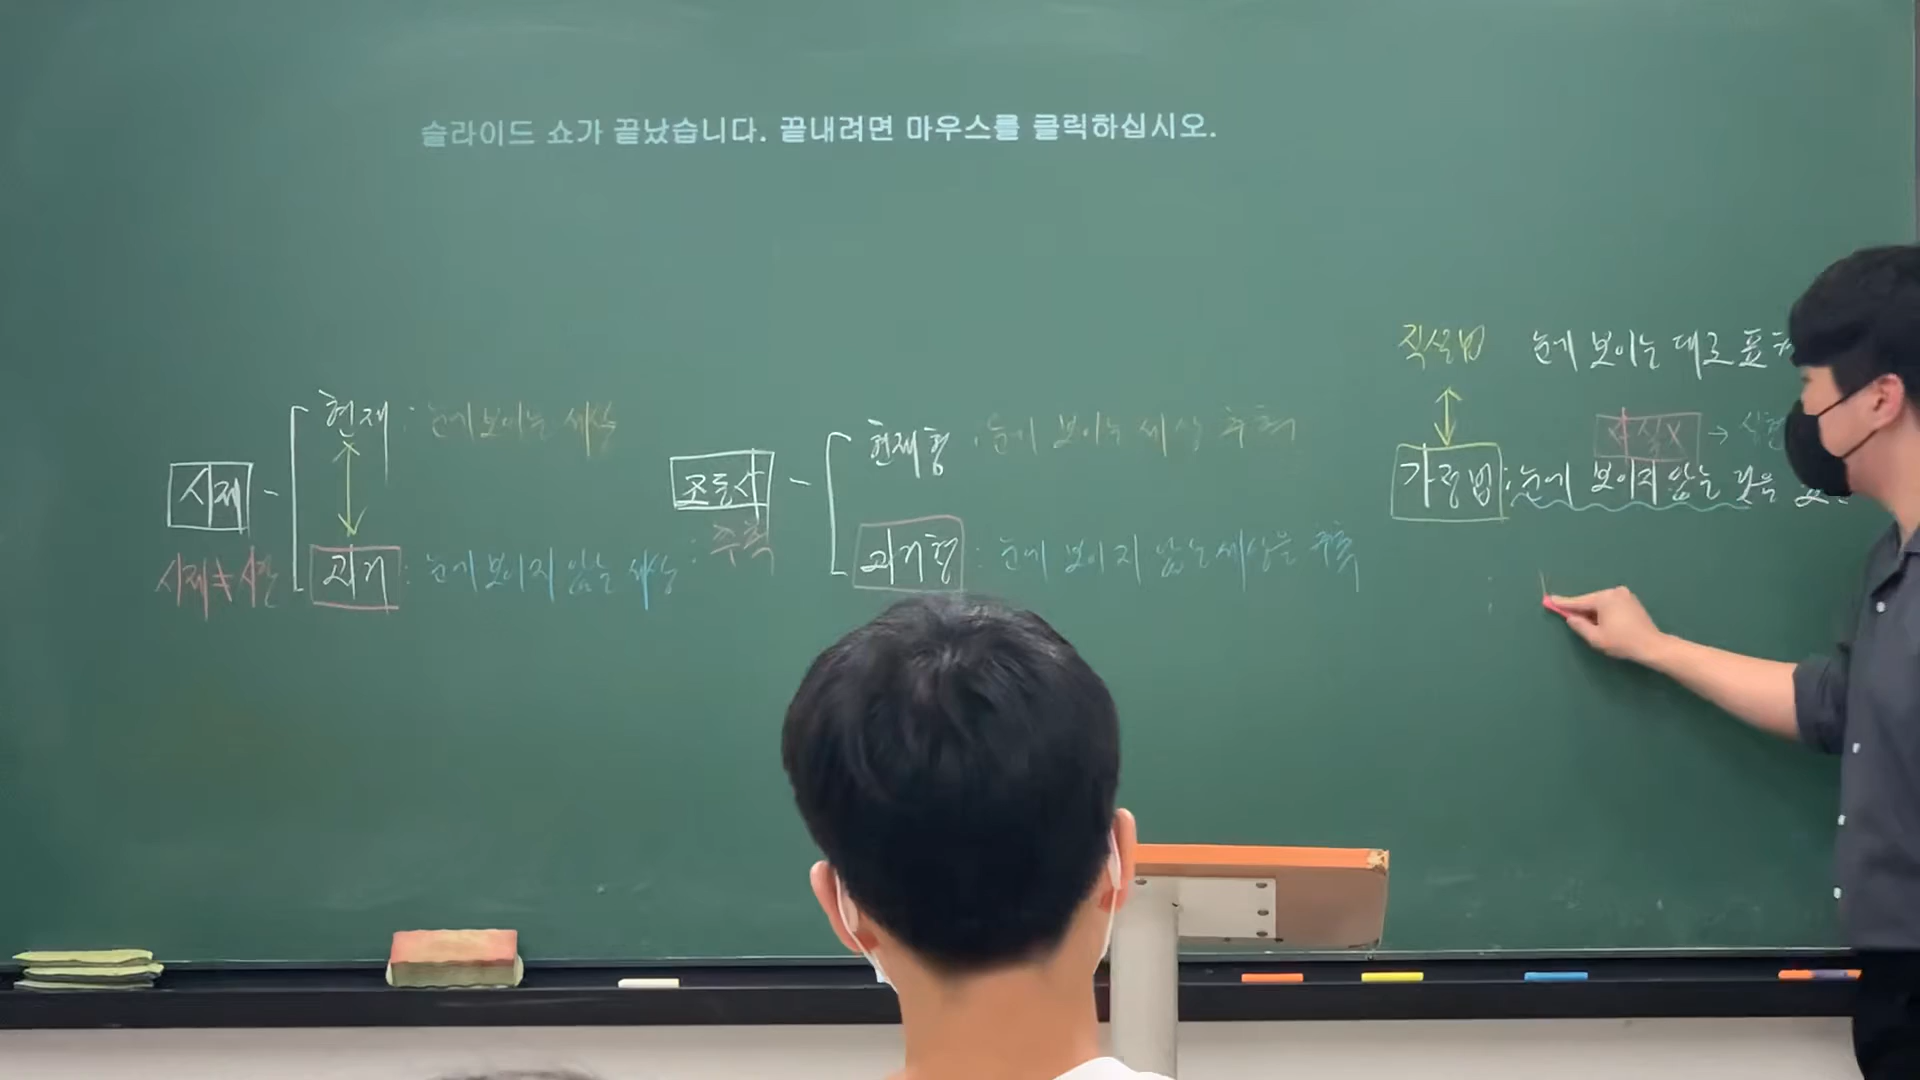 슬라이드 쇼가 끝났습니다. 끝내려면 마우스를 클릭하십시오.
시제 -
현재 : 눈에 보이는 세상
과거 : 눈에 보이지 않는 세상
시제≠시간
조동사 -
: 추측
현재형 : 눈에 보이는 세상 추측
과거형 : 눈에 보이지 않는 세상을 추측
직설법 눈에 보이는 대로 표현
X →
가정법 : 눈에 보이지 않는 것을
: